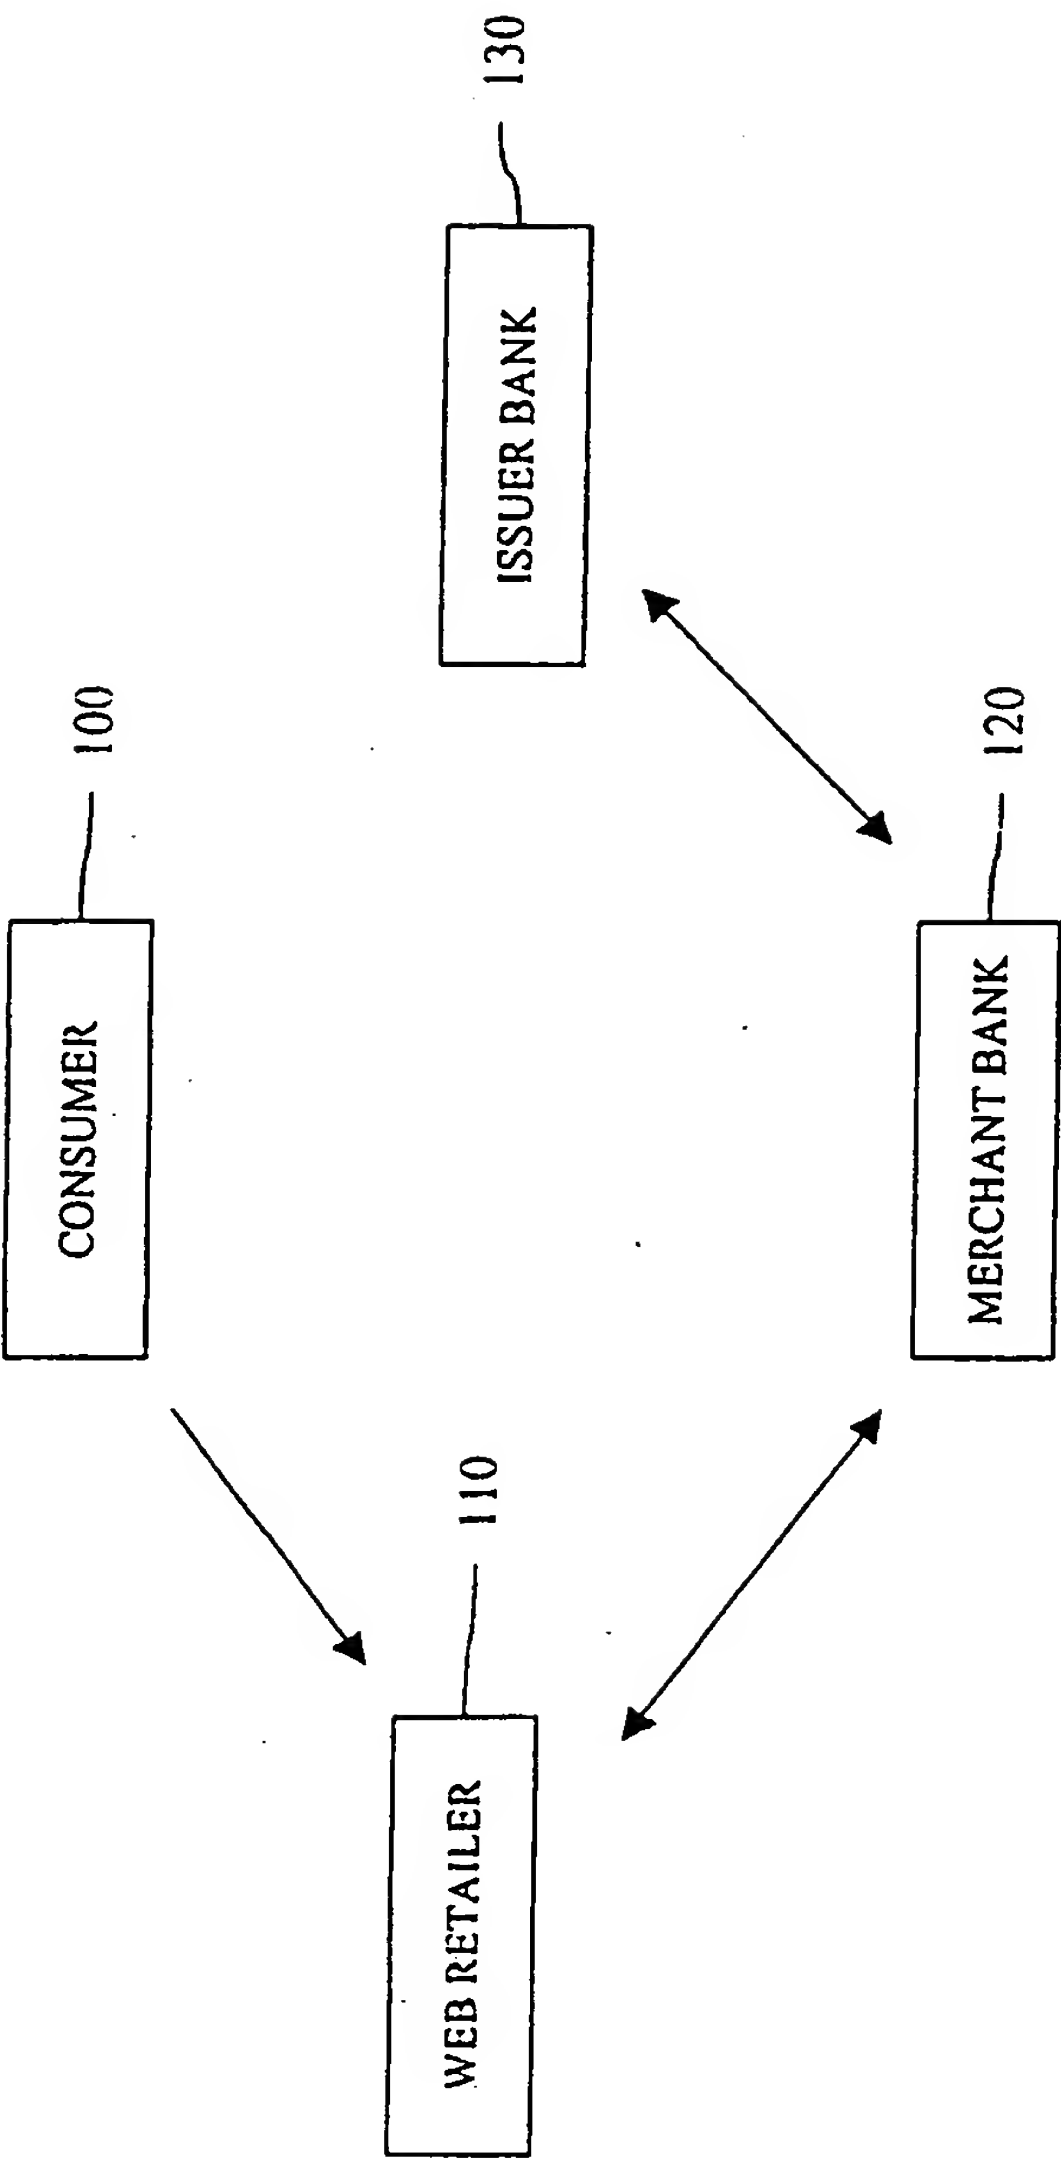 CONSUMER
100
WEB RETAILER
110
ISSUER BANK
130
MERCHANT BANK
120